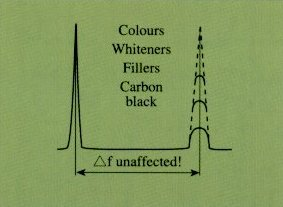 Colours
Whiteners
Fillers
Carbon
black
△f unaffected!